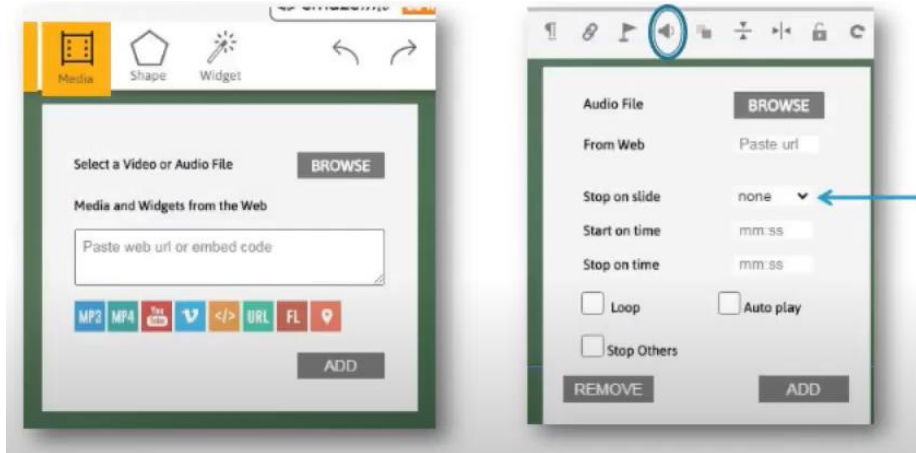 Media
Shape
Widget
Select a Video or Audio File
BROWSE
Media and Widgets from the Web
Paste web url or embed code
MP3
MP4
You
Tube
</>
URL
FL
ADD
¶
Audio File
BROWSE
From Web
Paste url
Stop on slide
none
Start on time
mm:ss
Stop on time
mm:ss
Loop
Auto play
Stop Others
REMOVE
ADD